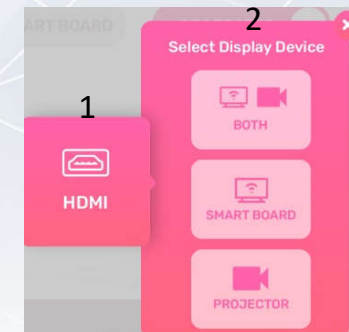 ART BOARD
1
HDMI
2
Select Display Device
BOTH
SMART BOARD
PROJECTOR